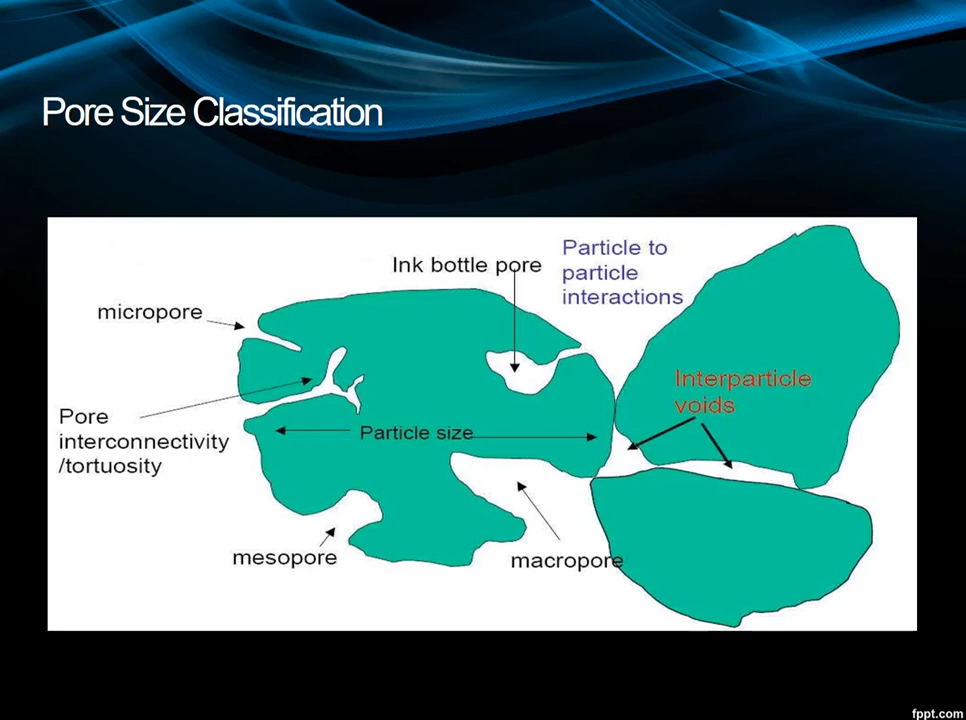 Pore Size Classification
Ink bottle pore
Particle to
particle
interactions
micropore
Interparticle
voids
Pore
interconnectivity
/tortuosity
Particle size
mesopore
macropore
fppt.com